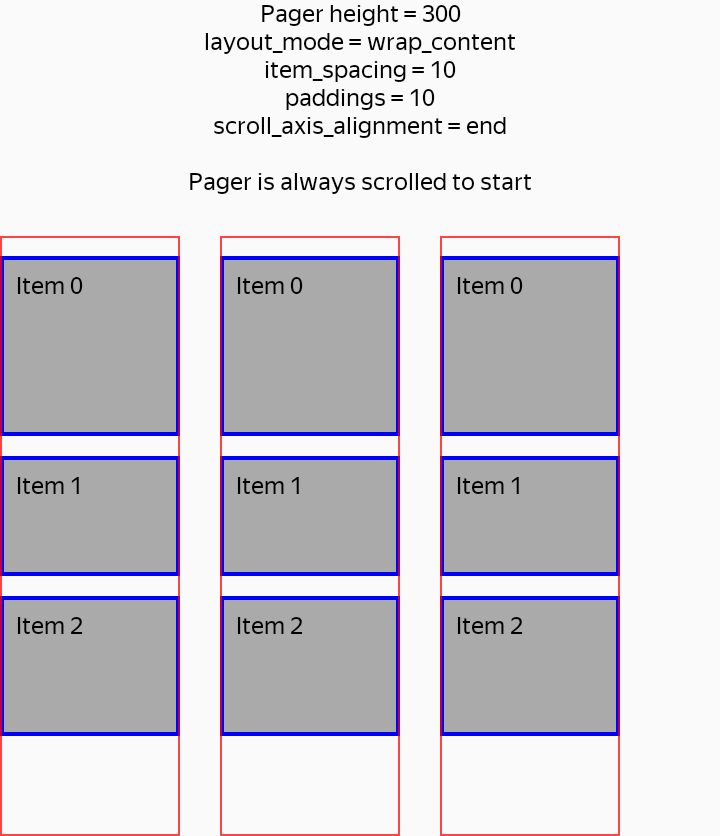 Pager height = 300
layout_mode = wrap_content
item_spacing = 10
paddings = 10
scroll_axis_alignment = end
Pager is always scrolled to start
Item 0
Item 0
Item 0
Item 1
Item 1
Item 1
Item 2
Item 2
Item 2